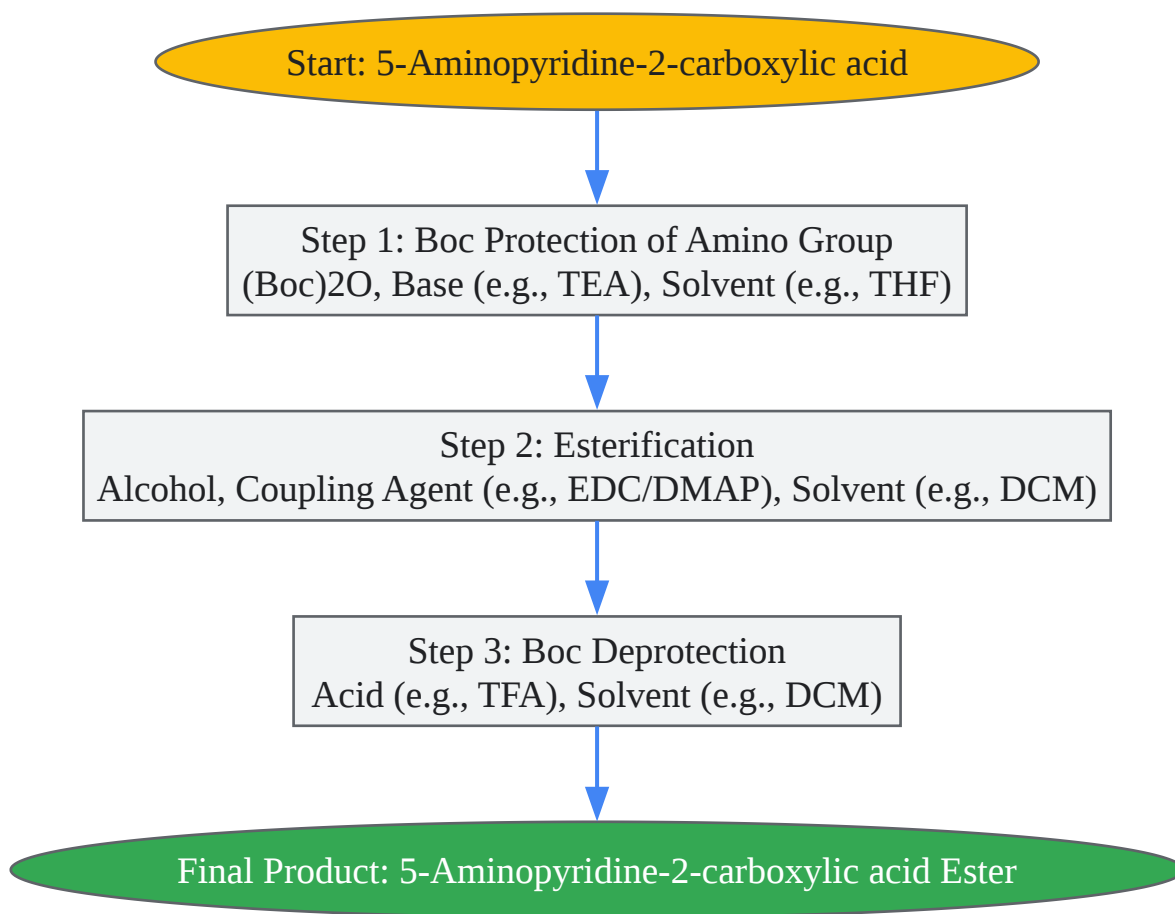 Start: 5-Aminopyridine-2-carboxylic acid
Step 1: Boc Protection of Amino Group
(Boc)2O, Base (e.g., TEA), Solvent (e.g., THF)
Step 2: Esterification
Alcohol, Coupling Agent (e.g., EDC/DMAP), Solvent (e.g., DCM)
Step 3: Boc Deprotection
Acid (e.g., TFA), Solvent (e.g., DCM)
Final Product: 5-Aminopyridine-2-carboxylic acid Ester